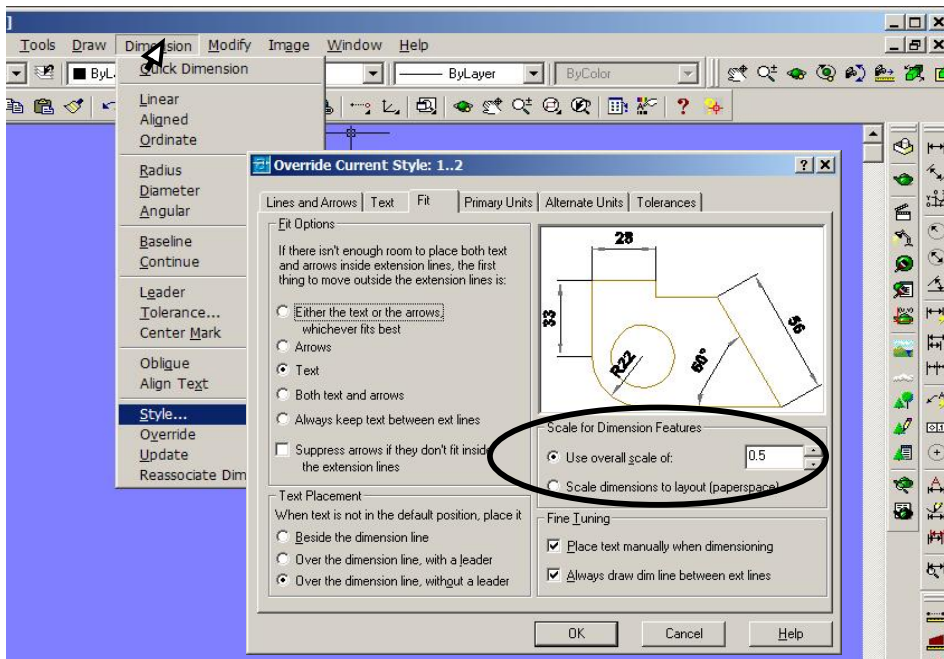 ]
Tools Draw Dimension Modify Image Window Help
ByL. ByLayer ByColor
Quick Dimension
Linear
Aligned
Ordinate
Radius
Diameter
Angular
Baseline
Continue
Leader
Tolerance...
Center Mark
Oblique
Align Text
Style...
Override
Update
Reassociate Dim
Override Current Style: 1..2
Lines and Arrows Text Fit Primary Units Alternate Units Tolerances
Fit Options
If there isn't enough room to place both text
and arrows inside extension lines, the first
thing to move outside the extension lines is:
Either the text or the arrows,
whichever fits best
Arrows
Text
Both text and arrows
Always keep text between ext lines
Suppress arrows if they don't fit inside
the extension lines
Text Placement
When text is not in the default position, place it
Beside the dimension line
Over the dimension line, with a leader
Over the dimension line, without a leader
28
33
R22
60°
56
Scale for Dimension Features
Use overall scale of: 0.5
Scale dimensions to layout (paperspace)
Fine Tuning
Place text manually when dimensioning
Always draw dim line between ext lines
OK Cancel Help